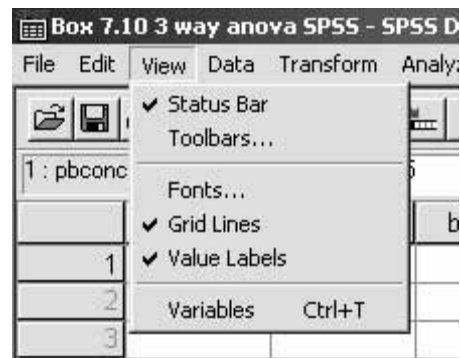 Box 7.10 3 way anova SPSS - SPSS D
File Edit View Data Transform Analy
Status Bar
Toolbars...
1 : pbconc
Fonts...
Grid Lines
b
1
Value Labels
2
Variables Ctrl+T
3